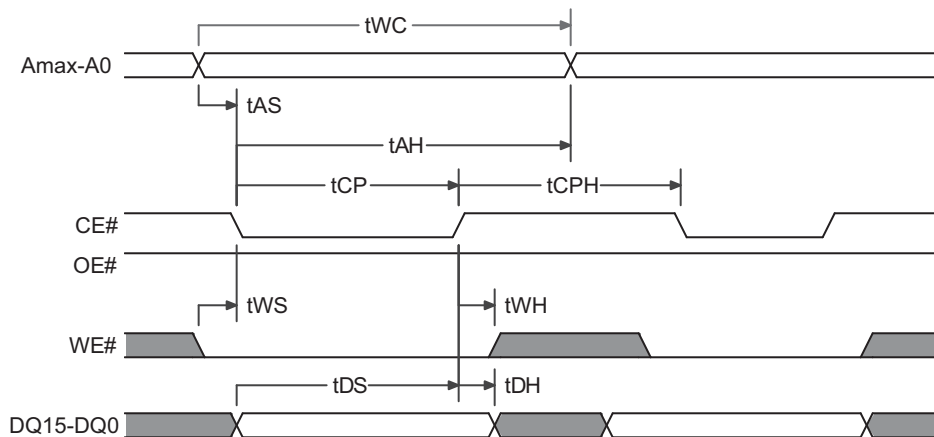 tWC
Amax-A0
tAS
tAH
tCP tCPH
CE#
OE#
tWS tWH
WE#
tDS tDH
DQ15-DQ0